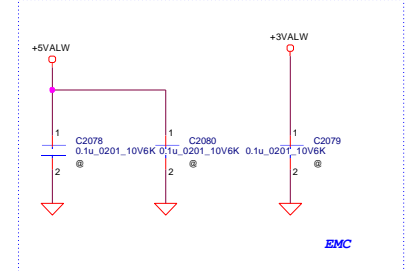 +5VALW
+3VALW
1 1 1
C2078 C2080 C2079
0.1u_0201_10V6K 0.1u_0201_10V6K 0.1u_0201_10V6K
@ @ @
2 2 2
EMC